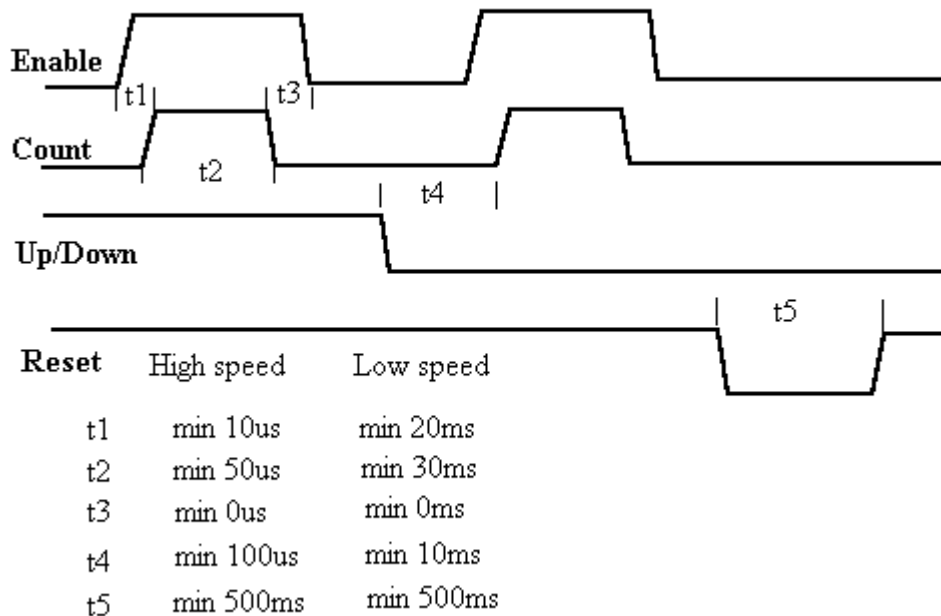 Enable
t1
t3
Count
t2
t4
Up/Down
t5
Reset High speed Low speed
t1 min 10us min 20ms
t2 min 50us min 30ms
t3 min 0us min 0ms
t4 min 100us min 10ms
t5 min 500ms min 500ms